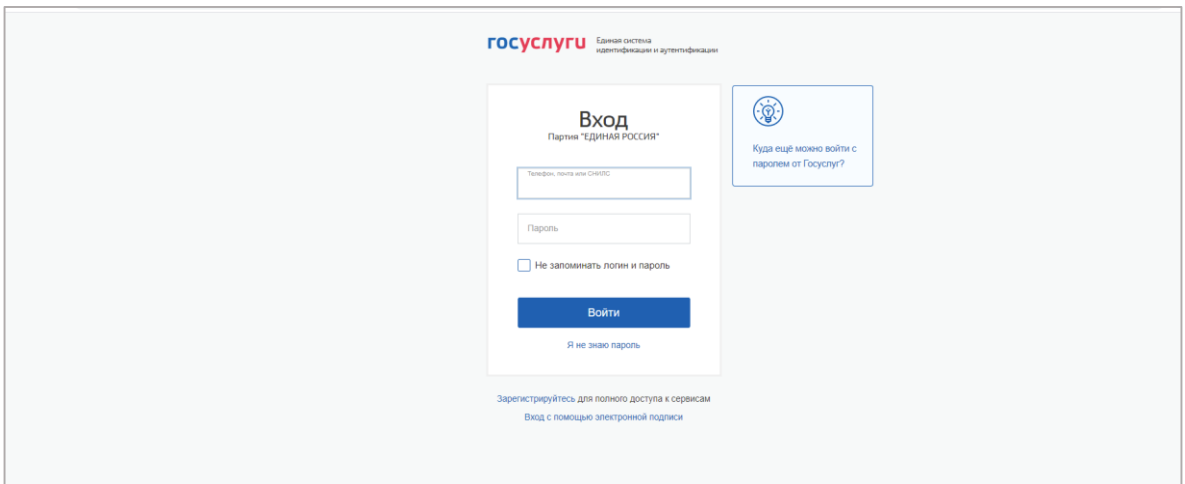 госуслуги
Единая система
идентификации и аутентификации
Вход
Партия "ЕДИНАЯ РОССИЯ"
Телефон, почта или СНИЛС
Пароль
Не запоминать логин и пароль
Войти
Я не знаю пароль
Куда ещё можно войти с
паролем от Госуслуг?
Зарегистрируйтесь для полного доступа к сервисам
Вход с помощью электронной подписи